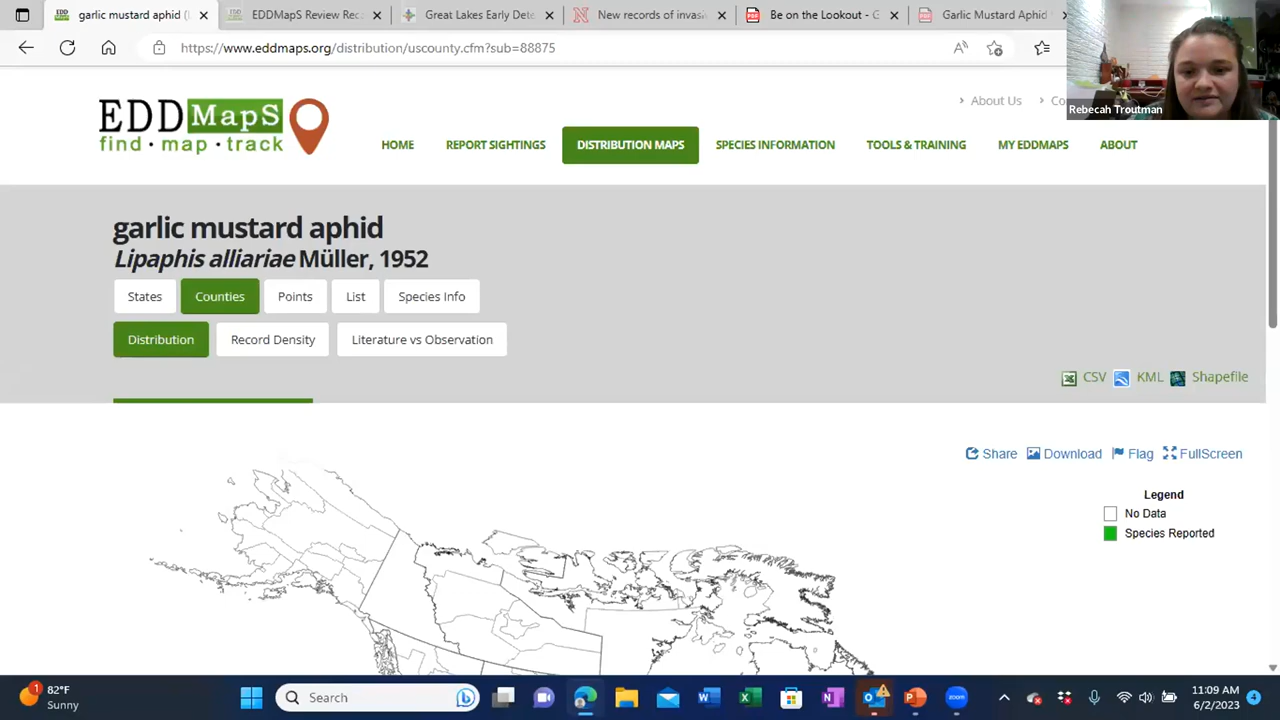 garlic mustard aphid (
EDDMapS Review Rec
Great Lakes Early Dete
New records of invasi
Be on the Lookout - G
Garlic Mustard Aphid
https://www.eddmaps.org/distribution/uscounty.cfm?sub=88875
Rebecah Troutman
About Us
Co
EDDMapS
find · map · track
HOME
REPORT SIGHTINGS
DISTRIBUTION MAPS
SPECIES INFORMATION
TOOLS & TRAINING
MY EDDMAPS
ABOUT
garlic mustard aphid
Lipaphis alliariae Müller, 1952
States
Counties
Points
List
Species Info
Distribution
Record Density
Literature vs Observation
CSV
KML
Shapefile
Share
Download
Flag
FullScreen
Legend
No Data
Species Reported
1
82°F
Sunny
Search
11:09 AM
6/2/2023
4